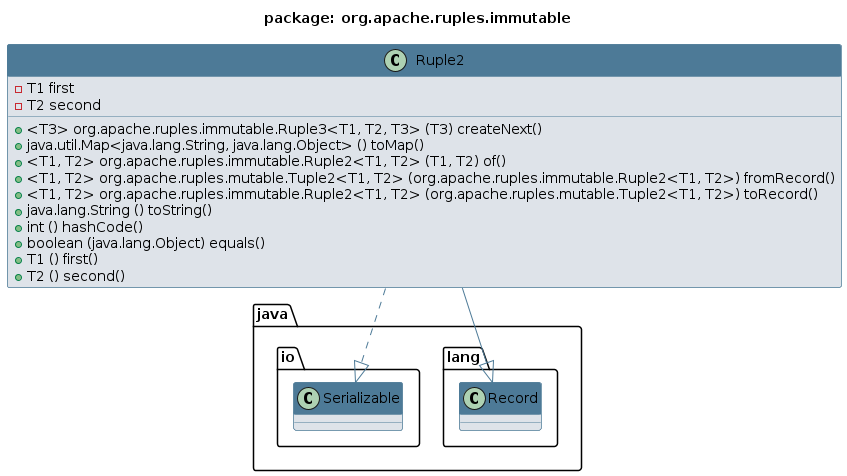 package: org.apache.ruples.immutable
C Ruple2
T1 first
T2 second
<T3> org.apache.ruples.immutable.Ruple3<T1, T2, T3> (T3) createNext()
java.util.Map<java.lang.String, java.lang.Object> () toMap()
<T1, T2> org.apache.ruples.immutable.Ruple2<T1, T2> (T1, T2) of()
<T1, T2> org.apache.ruples.mutable.Tuple2<T1, T2> (org.apache.ruples.immutable.Ruple2<T1, T2>) fromRecord()
<T1, T2> org.apache.ruples.immutable.Ruple2<T1, T2> (org.apache.ruples.mutable.Tuple2<T1, T2>) toRecord()
java.lang.String () toString()
int () hashCode()
boolean (java.lang.Object) equals()
T1 () first()
T2 () second()
java
io
lang
C Serializable
C Record